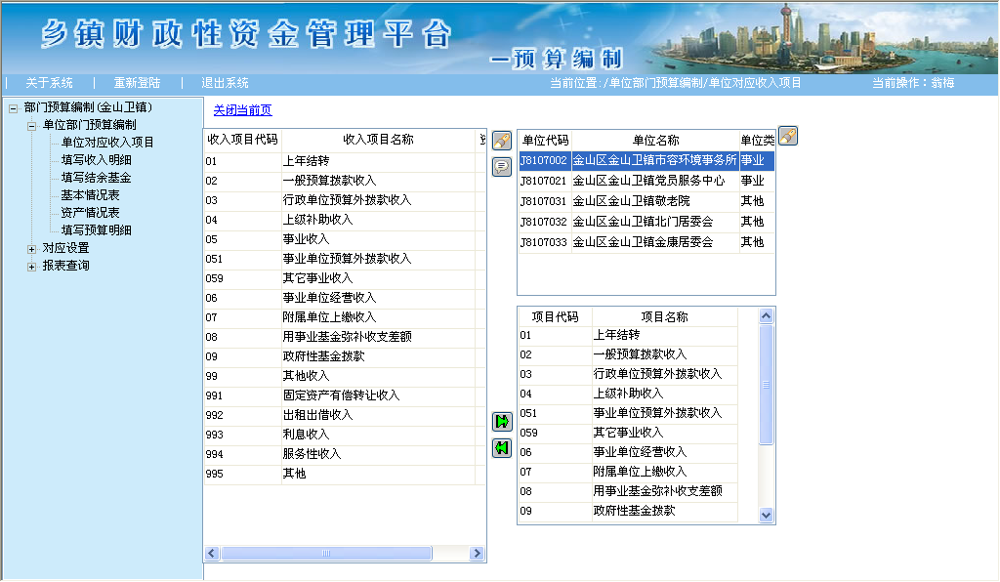 乡镇财政性资金管理平台
—预算编制
关于系统 | 重新登陆 | 退出系统 当前位置:/单位部门预算编制/单位对应收入项目 当前操作：翁梅
部门预算编制(金山卫镇)
单位部门预算编制
单位对应收入项目
填写收入明细
填写结余基金
基本情况表
资产情况表
填写预算明细
对应设置
报表查询
关闭当前页
收入项目代码 收入项目名称
01 上年结转
02 一般预算拨款收入
03 行政单位预算外拨款收入
04 上级补助收入
05 事业收入
051 事业单位预算外拨款收入
059 其它事业收入
06 事业单位经营收入
07 附属单位上缴收入
08 用事业基金弥补收支差额
09 政府性基金拨款
99 其他收入
991 固定资产有偿转让收入
992 出租出借收入
993 利息收入
994 服务性收入
995 其他
单位代码 单位名称 单位类
J8107002 金山区金山卫镇市容环境事务所 事业
J8107021 金山区金山卫镇党员服务中心 事业
J8107031 金山区金山卫镇敬老院 其他
J8107032 金山区金山卫镇北门居委会 其他
J8107033 金山区金山卫镇金康居委会 其他
项目代码 项目名称
01 上年结转
02 一般预算拨款收入
03 行政单位预算外拨款收入
04 上级补助收入
051 事业单位预算外拨款收入
059 其它事业收入
06 事业单位经营收入
07 附属单位上缴收入
08 用事业基金弥补收支差额
09 政府性基金拨款